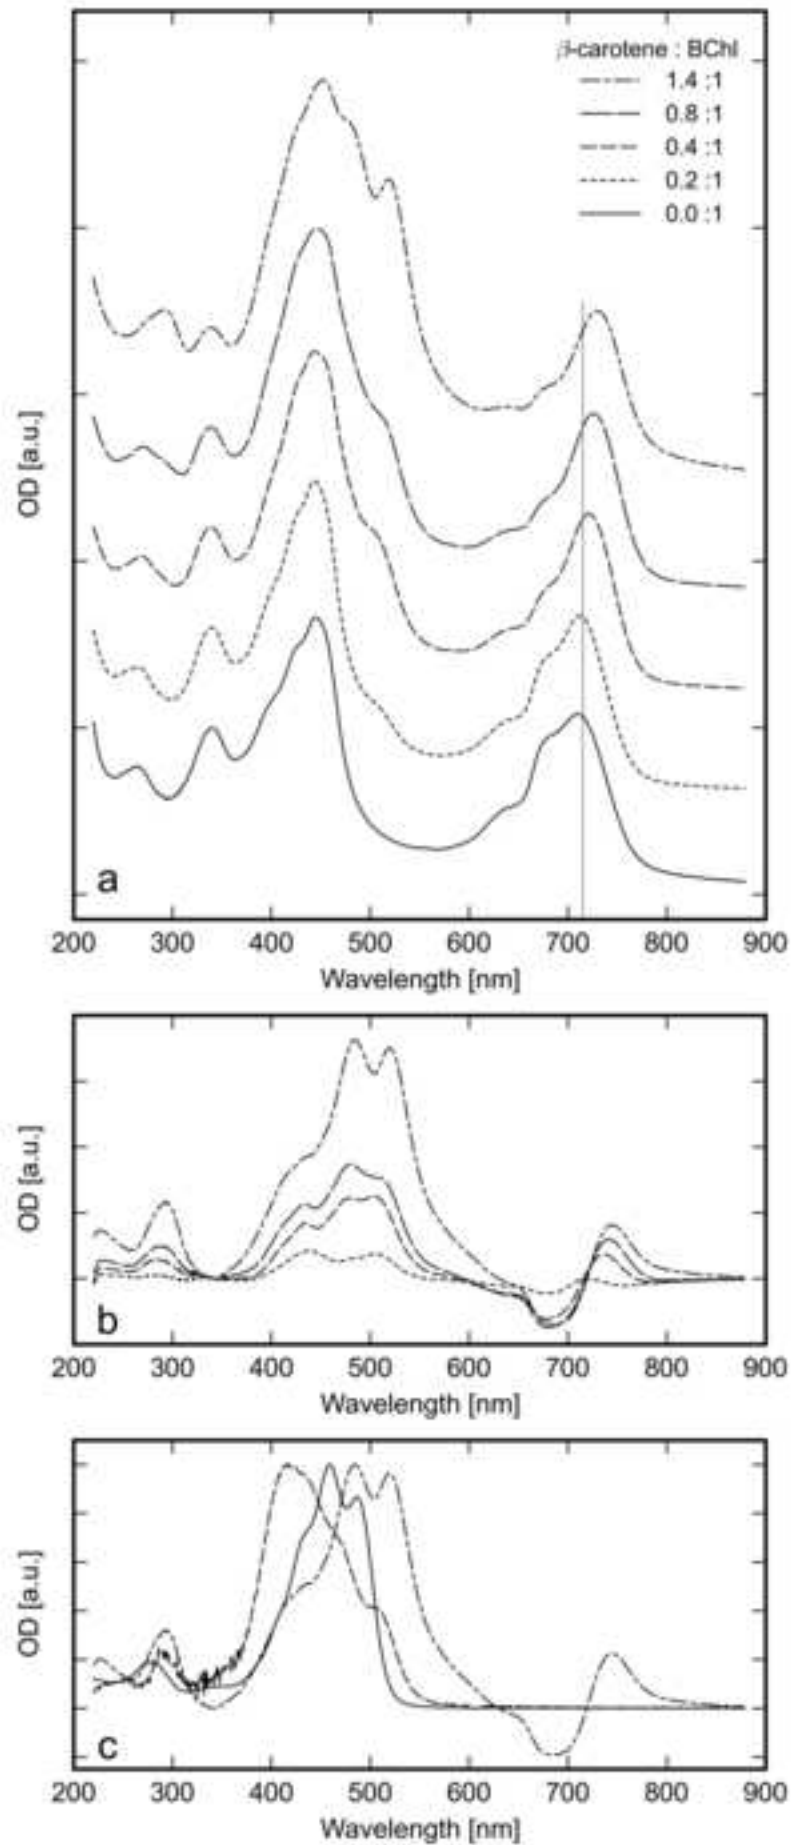 β-carotene : BChl
1.4 :1
0.8 :1
0.4 :1
0.2 :1
0.0 :1
OD [a.u.]
a
200 300 400 500 600 700 800 900
Wavelength [nm]
OD [a.u.]
b
200 300 400 500 600 700 800 900
Wavelength [nm]
OD [a.u.]
c
200 300 400 500 600 700 800 900
Wavelength [nm]